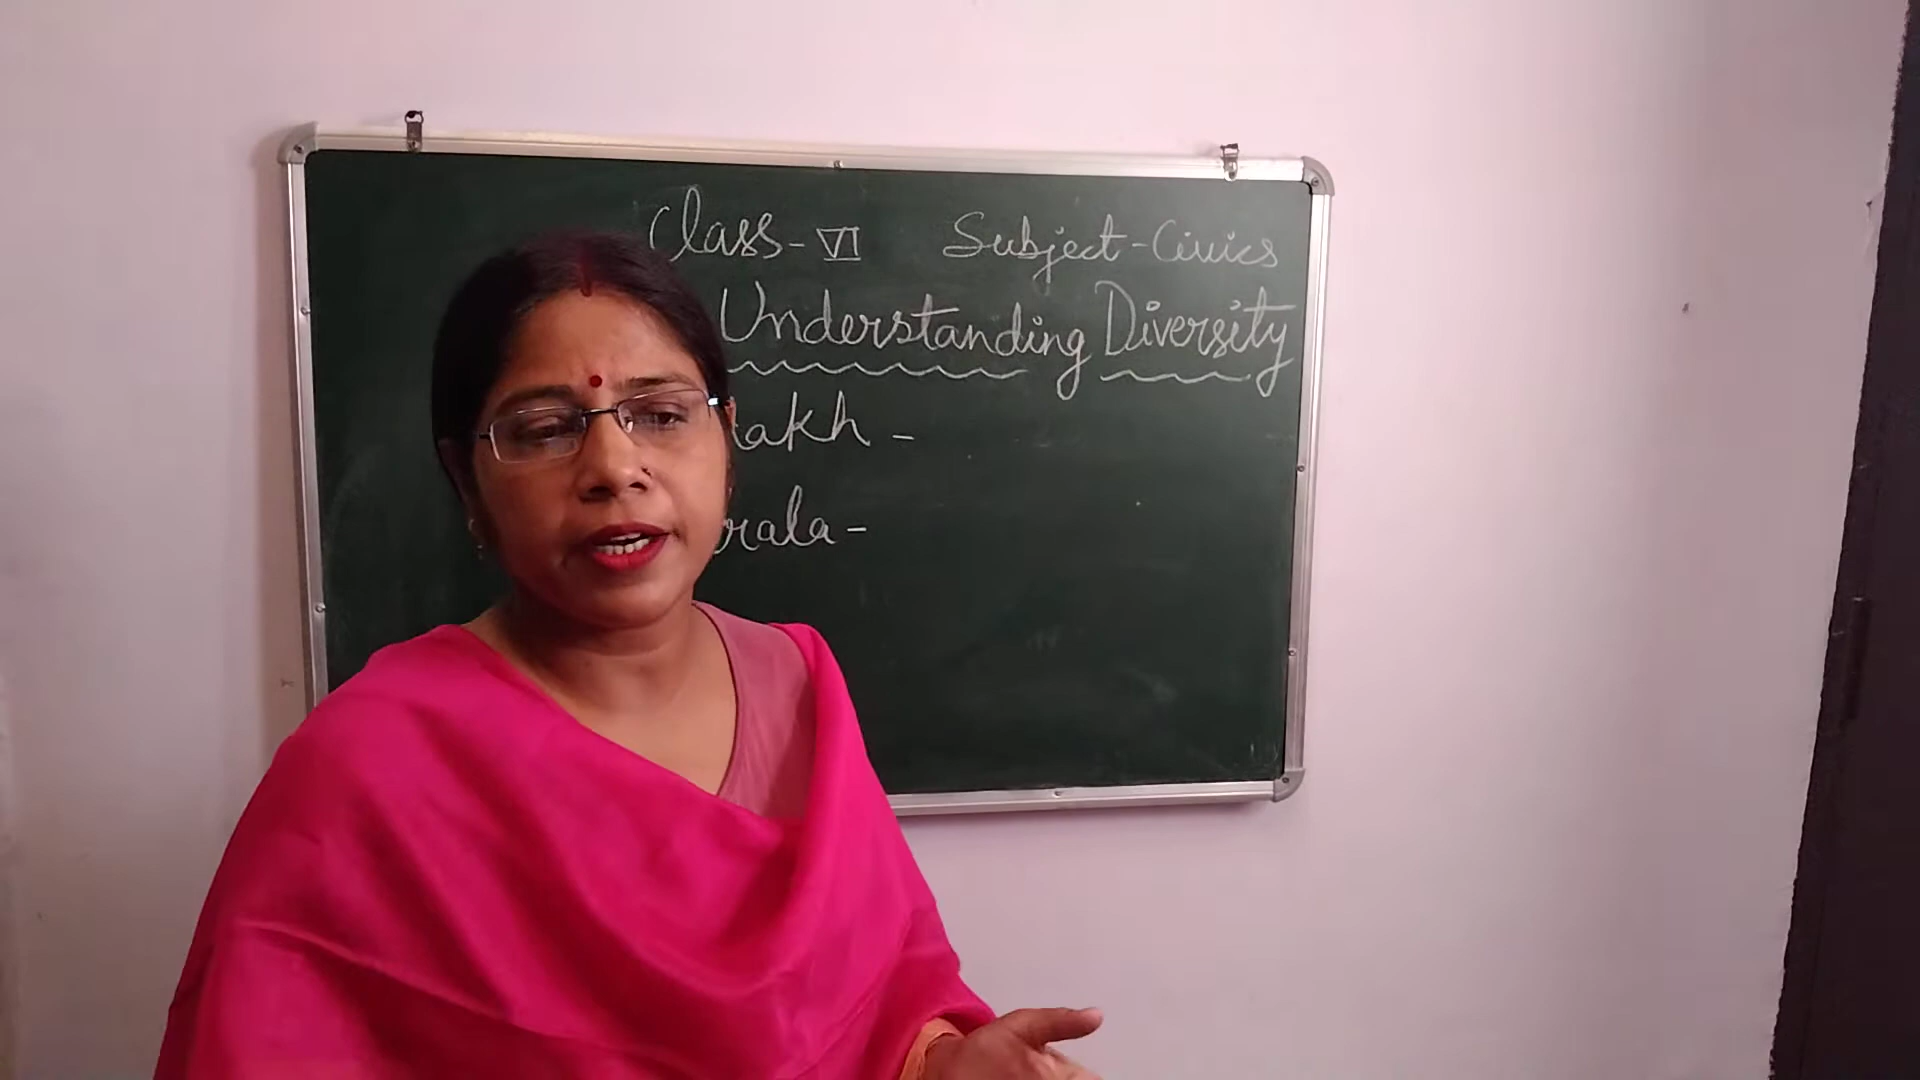 Class - VI Subject - Civics
Understanding Diversity
akh -
rala -